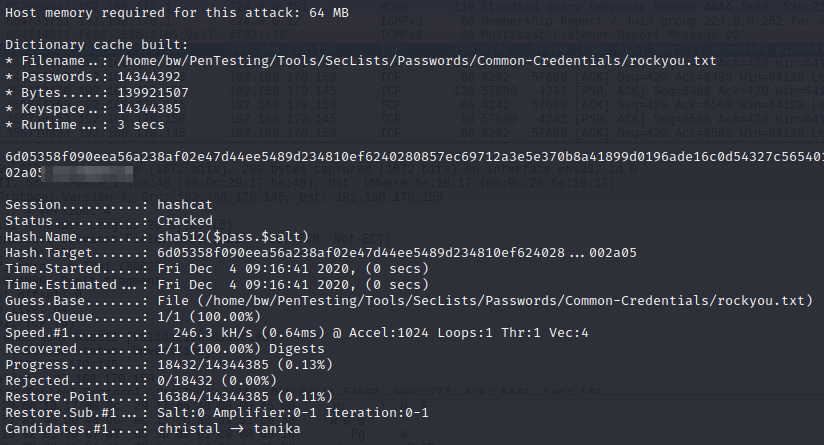 Host memory required for this attack: 64 MB
Dictionary cache built:
* Filename..: /home/bw/PenTesting/Tools/SecLists/Passwords/Common-Credentials/rockyou.txt
* Passwords.: 14344392
* Bytes.....: 139921507
* Keyspace..: 14344385
* Runtime...: 3 secs
6d05358f090eea56a238af02e47d44ee5489d234810ef6240280857ec69712a3e5e370b8a41899d0196ade16c0d54327c565401
02a05
Session..........: hashcat
Status...........: Cracked
Hash.Name........: sha512($pass.$salt)
Hash.Target......: 6d05358f090eea56a238af02e47d44ee5489d234810ef624028...002a05
Time.Started.....: Fri Dec  4 09:16:41 2020, (0 secs)
Time.Estimated...: Fri Dec  4 09:16:41 2020, (0 secs)
Guess.Base.......: File (/home/bw/PenTesting/Tools/SecLists/Passwords/Common-Credentials/rockyou.txt)
Guess.Queue......: 1/1 (100.00%)
Speed.#1.........:   246.3 kH/s (0.64ms) @ Accel:1024 Loops:1 Thr:1 Vec:4
Recovered........: 1/1 (100.00%) Digests
Progress.........: 18432/14344385 (0.13%)
Rejected.........: 0/18432 (0.00%)
Restore.Point....: 16384/14344385 (0.11%)
Restore.Sub.#1...: Salt:0 Amplifier:0-1 Iteration:0-1
Candidates.#1....: christal -> tanika